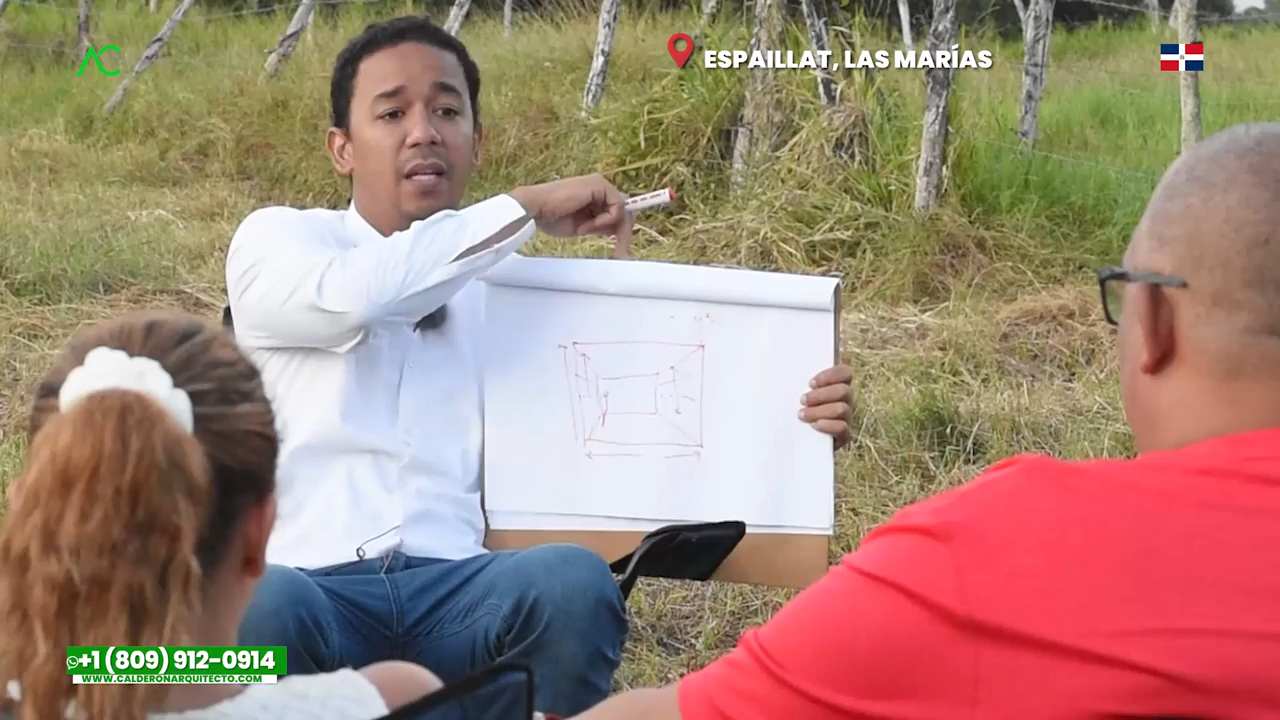 AC
ESPAILLAT, LAS MARÍAS
+1 (809) 912-0914
WWW.CALDERONARQUITECTO.COM